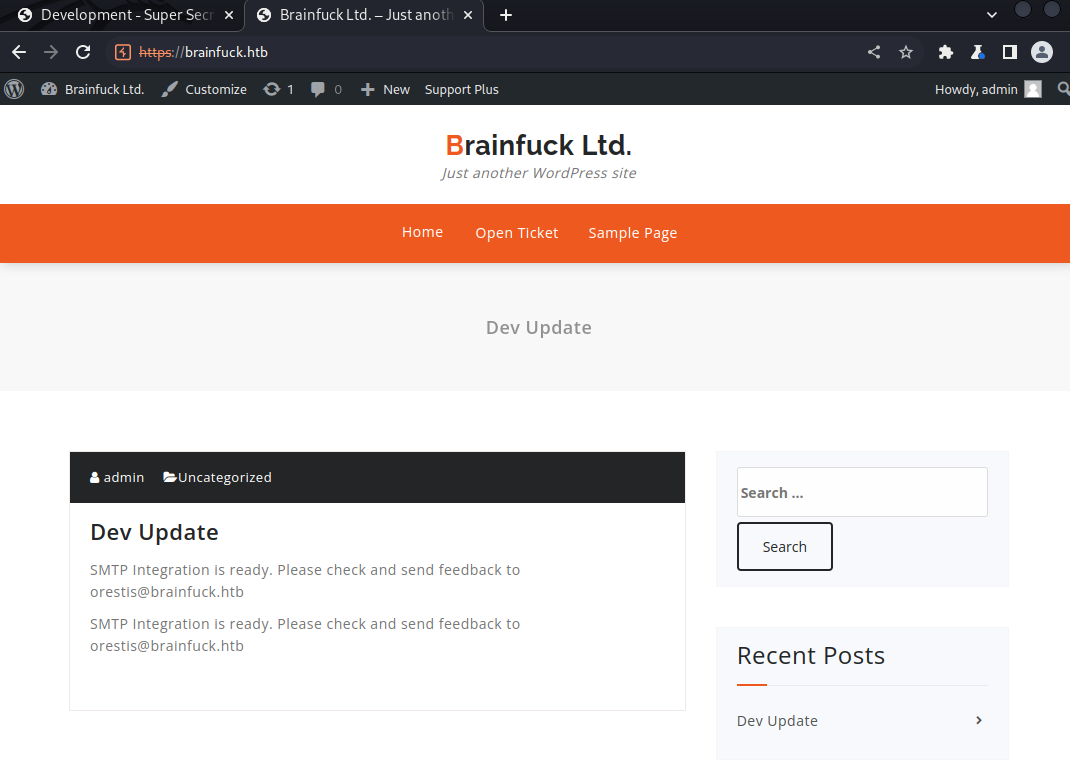 Development - Super Secr
Brainfuck Ltd. – Just anoth
https://brainfuck.htb
Brainfuck Ltd. Customize 1 0 New Support Plus Howdy, admin
Brainfuck Ltd.
Just another WordPress site
Home Open Ticket Sample Page
Dev Update
admin Uncategorized
Dev Update
SMTP Integration is ready. Please check and send feedback to
orestis@brainfuck.htb
SMTP Integration is ready. Please check and send feedback to
orestis@brainfuck.htb
Search ...
Search
Recent Posts
Dev Update